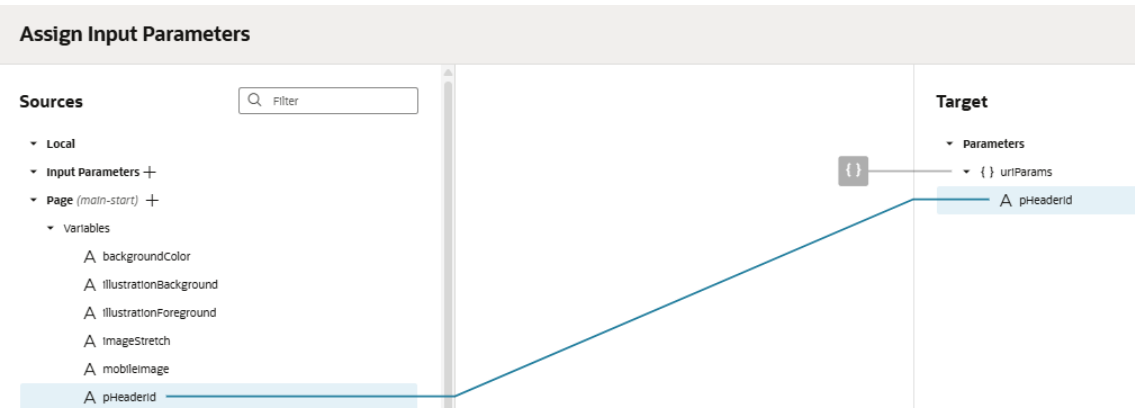 Assign Input Parameters
Sources
Filter
Local
Input Parameters +
Page (main-start) +
Variables
A backgroundColor
A illustrationBackground
A illustrationForeground
A imageStretch
A mobileImage
A pHeaderId
{ }
Target
Parameters
{ } uriParams
A pHeaderId